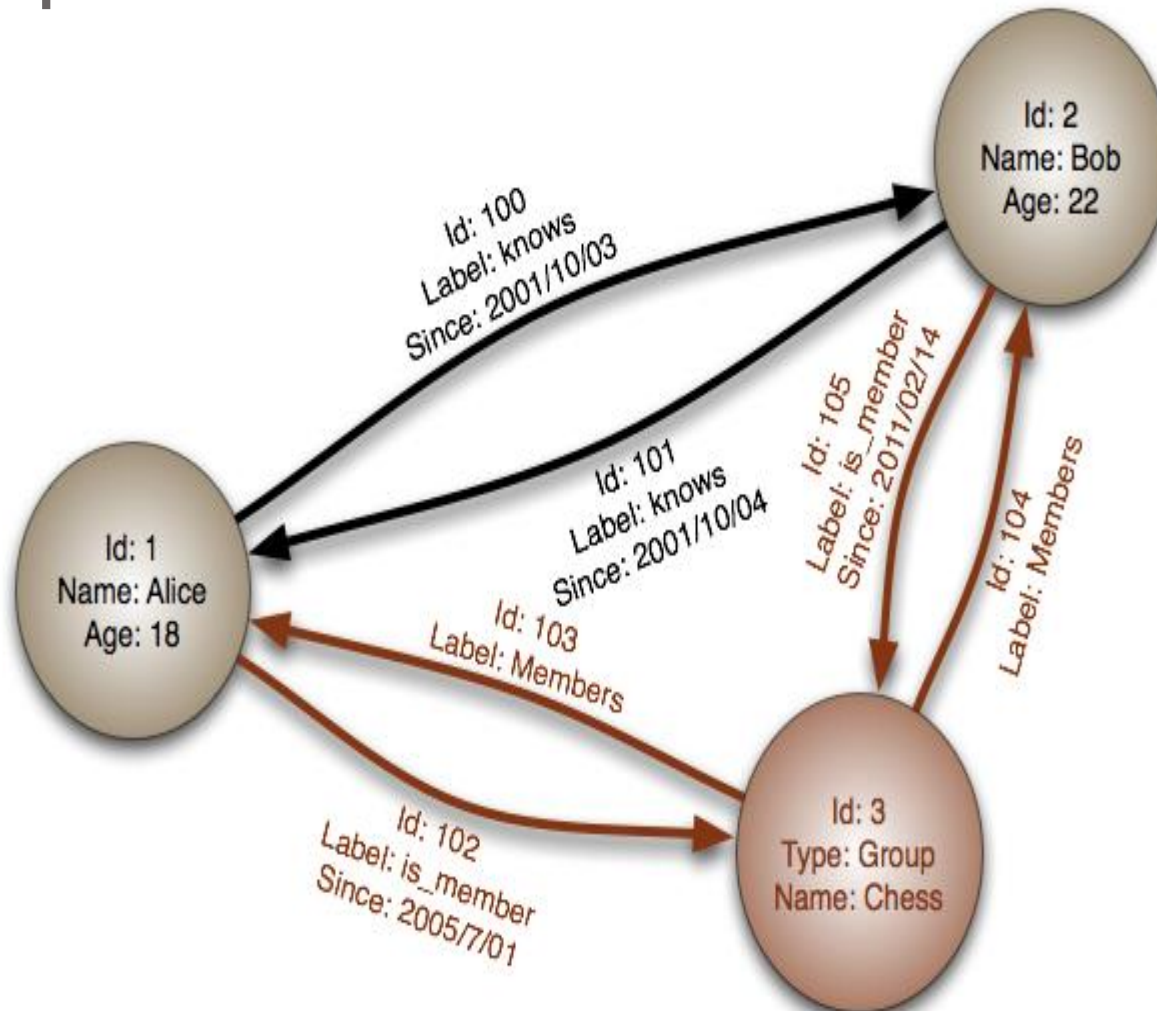 Id: 2
Name: Bob
Age: 22
Id: 100
Label: knows
Since: 2001/10/03
Id: 101
Label: knows
Since: 2001/10/04
Id: 105
Label: is_member
Since: 2011/02/14
Id: 104
Label: Members
Id: 1
Name: Alice
Age: 18
Id: 103
Label: Members
Id: 102
Label: is_member
Since: 2005/7/01
Id: 3
Type: Group
Name: Chess